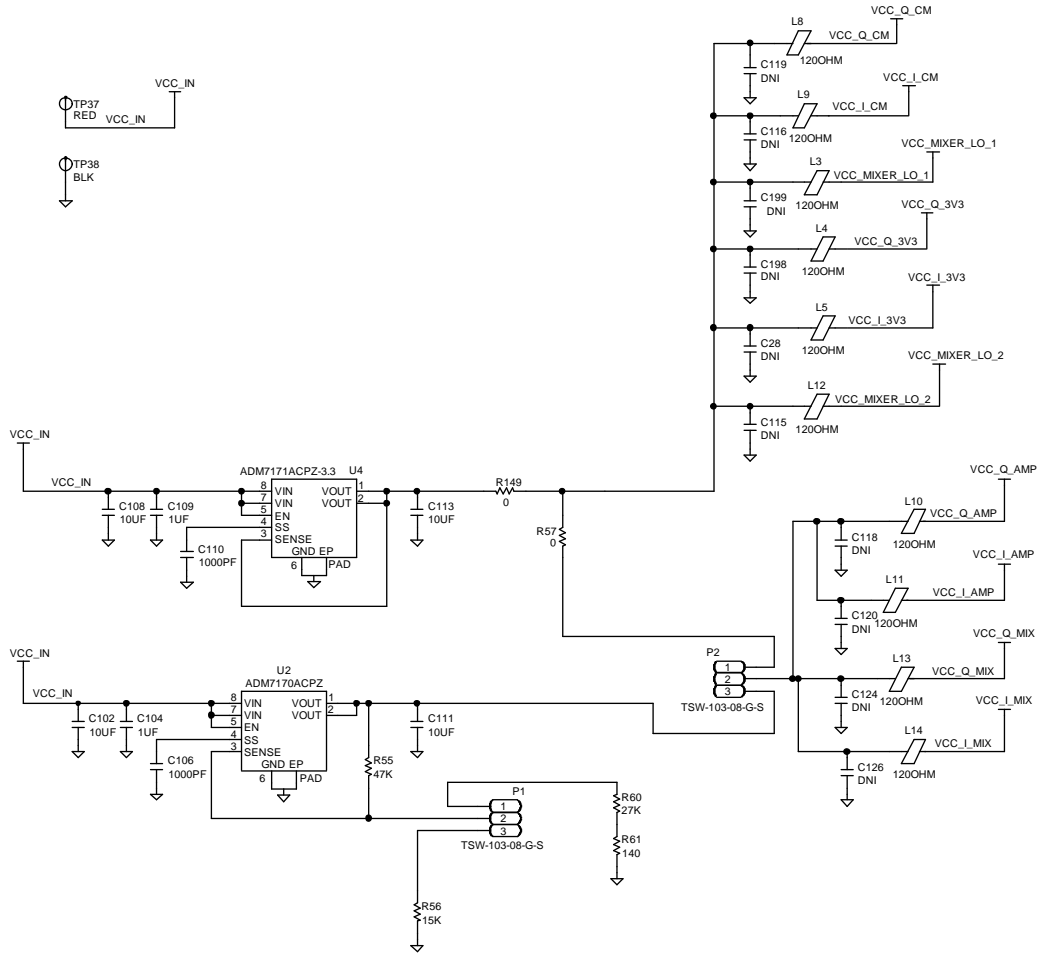 VCC_Q_CM
L8
VCC_Q_CM
120OHM
C119
DNI
VCC_IN
TP37
RED
VCC_IN
TP38
BLK
VCC_I_CM
L9
VCC_I_CM
120OHM
C116
DNI
VCC_MIXER_LO_1
L3
VCC_MIXER_LO_1
120OHM
C199
DNI
VCC_Q_3V3
L4
VCC_Q_3V3
120OHM
C198
DNI
VCC_I_3V3
L5
VCC_I_3V3
120OHM
C28
DNI
VCC_MIXER_LO_2
L12
VCC_MIXER_LO_2
120OHM
C115
DNI
VCC_IN
VCC_IN
C108
10UF
C109
1UF
C110
1000PF
ADM7171ACPZ-3.3
U4
8 VIN VOUT 1
7 VIN VOUT 2
5 EN
4 SS
3 SENSE
GND EP
6 PAD
C113
10UF
R149
0
R57
0
VCC_Q_AMP
L10
VCC_Q_AMP
120OHM
C118
DNI
VCC_I_AMP
L11
VCC_I_AMP
120OHM
C120
DNI
VCC_Q_MIX
L13
VCC_Q_MIX
120OHM
C124
DNI
VCC_I_MIX
L14
VCC_I_MIX
120OHM
C126
DNI
P2
1
2
3
TSW-103-08-G-S
VCC_IN
VCC_IN
C102
10UF
C104
1UF
C106
1000PF
U2
ADM7170ACPZ
8 VIN VOUT 1
7 VIN VOUT 2
5 EN
4 SS
3 SENSE
GND EP
6 PAD
R55
47K
C111
10UF
P1
1
2
3
TSW-103-08-G-S
R60
27K
R61
140
R56
15K